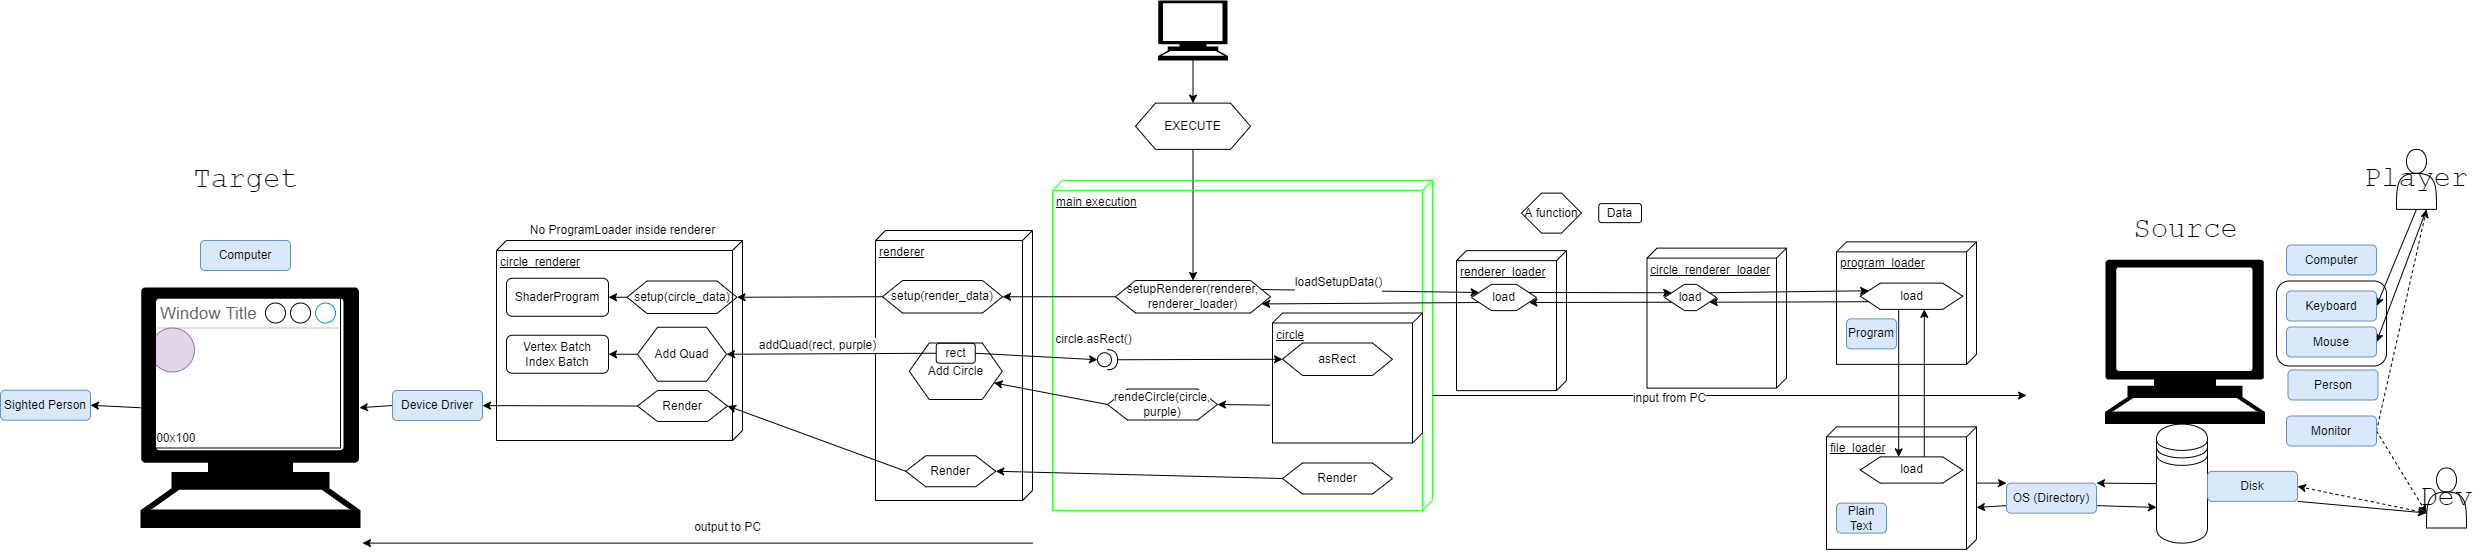 EXECUTE
Target
Player
main execution
A function
Data
Source
No ProgramLoader inside renderer
Computer
circle_renderer
renderer
renderer_loader
circle_renderer_loader
program_loader
Computer
ShaderProgram
setup(circle_data)
setup(render_data)
setupRenderer(renderer,
renderer_loader)
loadSetupData()
load
load
load
Keyboard
Window Title
Program
Mouse
Vertex Batch
Index Batch
Add Quad
addQuad(rect, purple)
rect
Add Circle
circle.asRect()
circle
asRect
Person
Sighted Person
Device Driver
Render
rendeCircle(circle,
purple)
input from PC
Monitor
00x100
file_loader
load
Render
Render
Disk
OS (Directory)
Dev
Plain
Text
output to PC